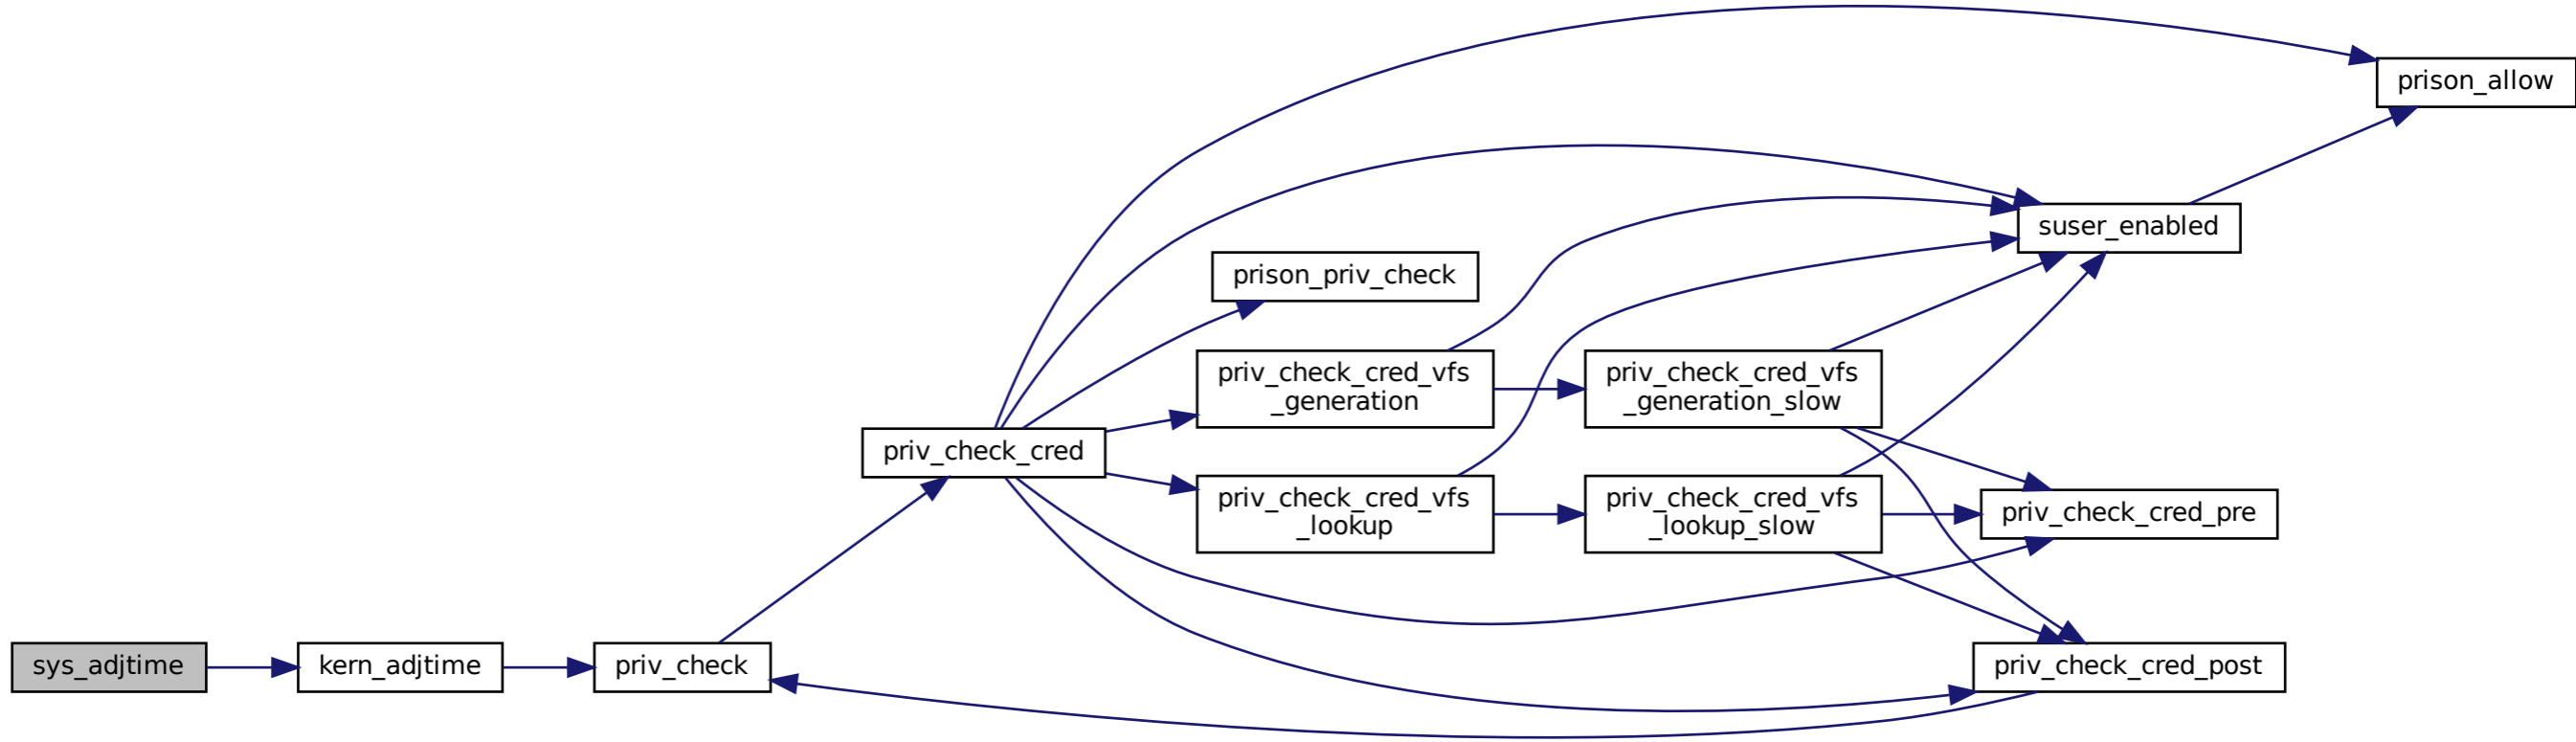 prison_allow
suser_enabled
prison_priv_check
priv_check_cred_vfs
_generation
priv_check_cred_vfs
_generation_slow
priv_check_cred
priv_check_cred_vfs
_lookup
priv_check_cred_vfs
_lookup_slow
priv_check_cred_pre
sys_adjtime
kern_adjtime
priv_check
priv_check_cred_post